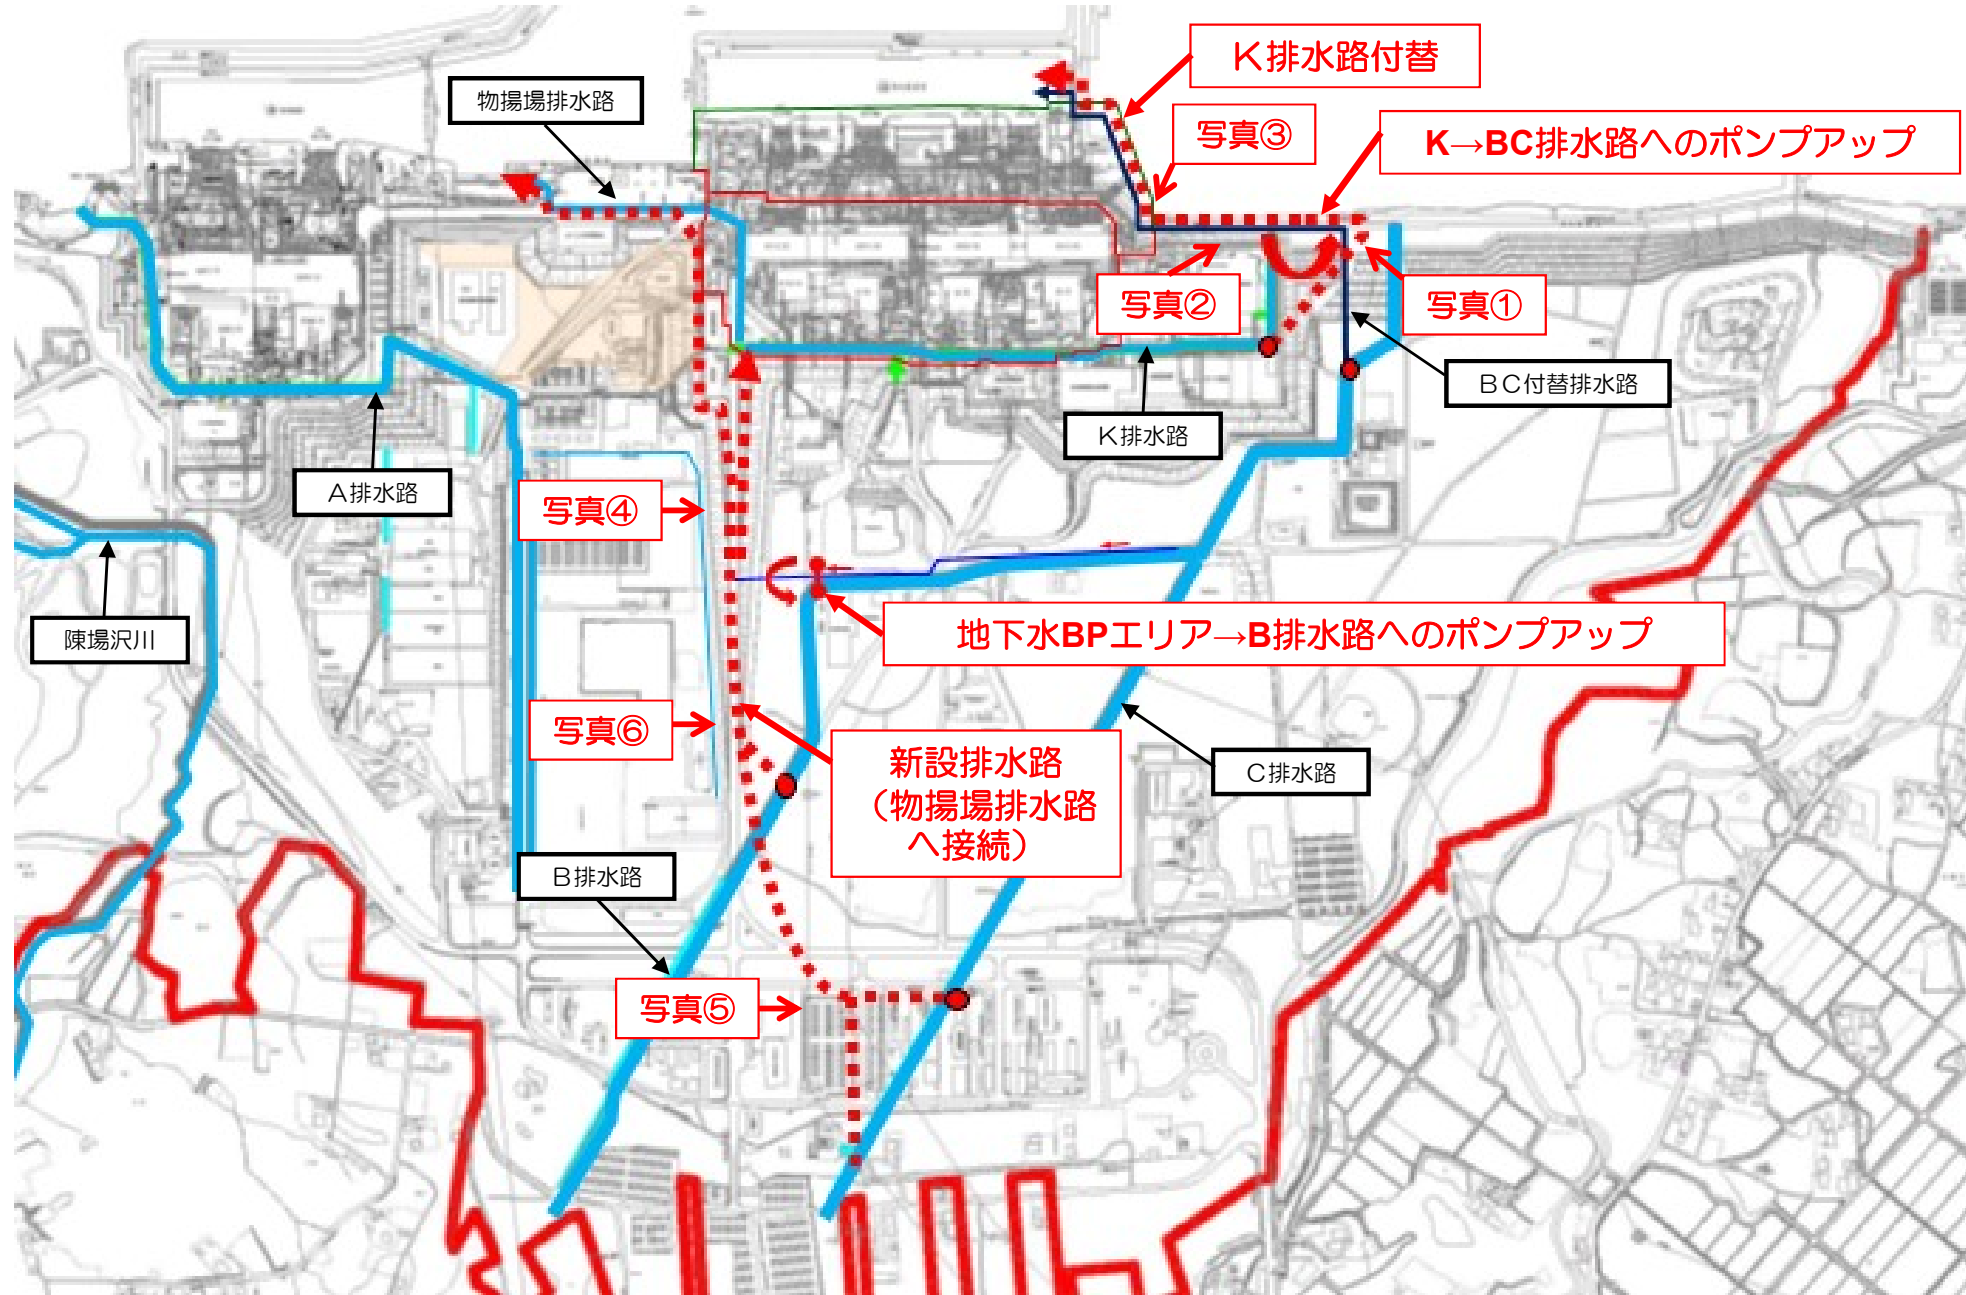 K排水路付替
物揚場排水路
写真③
K→BC排水路へのポンプアップ
写真②
写真①
BC付替排水路
K排水路
A排水路
写真④
陳場沢川
地下水BPエリア→B排水路へのポンプアップ
写真⑥
新設排水路
（物揚場排水路
へ接続）
C排水路
B排水路
写真⑤